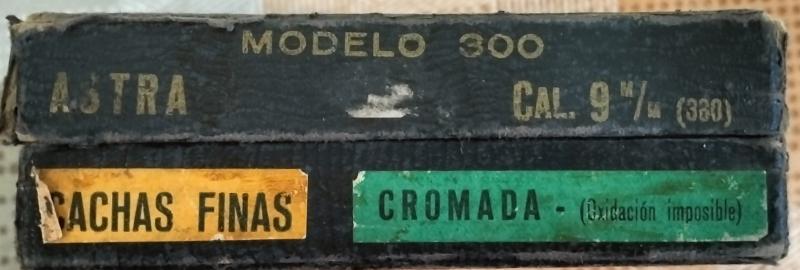 MODELO 300
ASTRA CAL. 9 M/M (380)
CACHAS FINAS CROMADA - (Oxidación imposible)